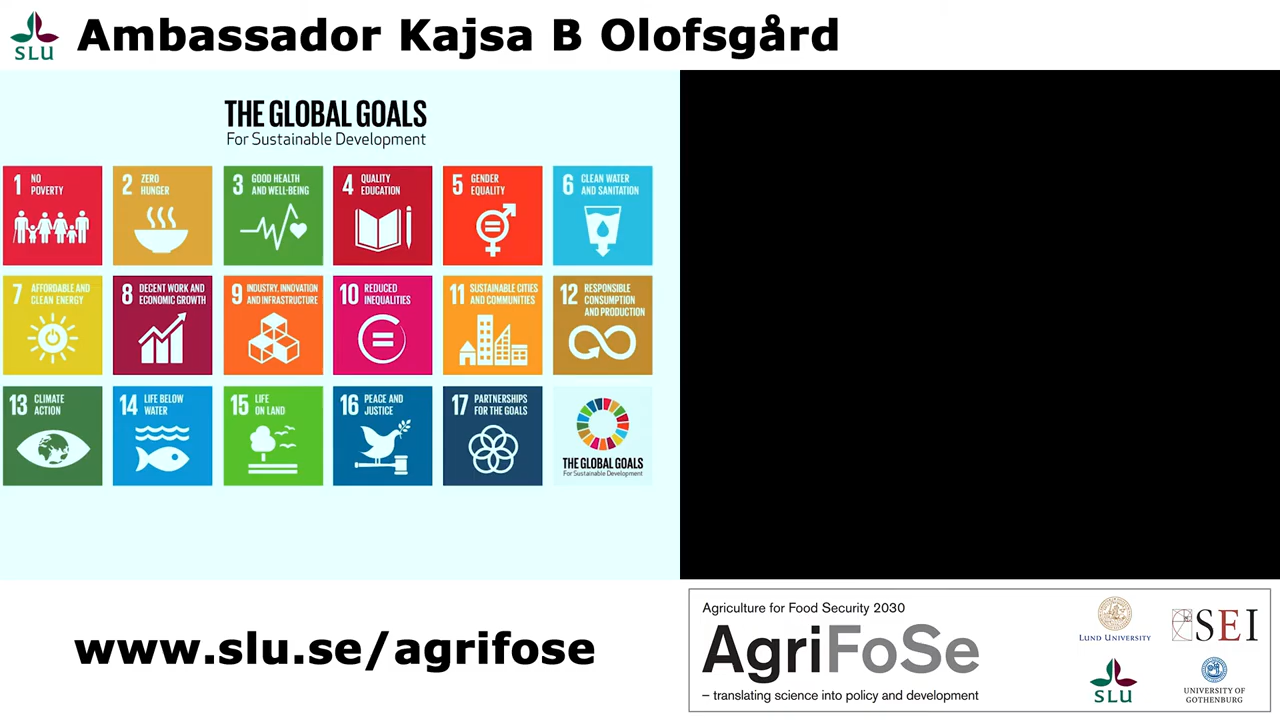 SLU
Ambassador Kajsa B Olofsgård
THE GLOBAL GOALS
For Sustainable Development
1 NO
POVERTY
2 ZERO
HUNGER
3 GOOD HEALTH
AND WELL-BEING
4 QUALITY
EDUCATION
5 GENDER
EQUALITY
6 CLEAN WATER
AND SANITATION
7 AFFORDABLE AND
CLEAN ENERGY
8 DECENT WORK AND
ECONOMIC GROWTH
9 INDUSTRY, INNOVATION
AND INFRASTRUCTURE
10 REDUCED
INEQUALITIES
11 SUSTAINABLE CITIES
AND COMMUNITIES
12 RESPONSIBLE
CONSUMPTION
AND PRODUCTION
13 CLIMATE
ACTION
14 LIFE BELOW
WATER
15 LIFE
ON LAND
16 PEACE AND
JUSTICE
17 PARTNERSHIPS
FOR THE GOALS
THE GLOBAL GOALS
For Sustainable Development
www.slu.se/agrifose
Agriculture for Food Security 2030
AgriFoSe
– translating science into policy and development
LUND UNIVERSITY
SEI
SLU
UNIVERSITY OF
GOTHENBURG